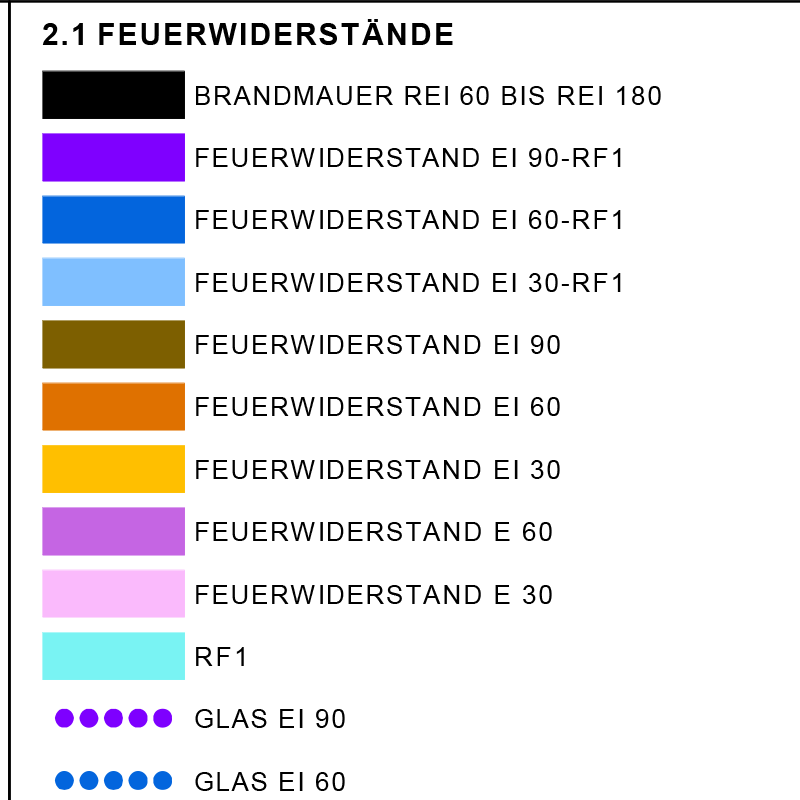 2.1 FEUERWIDERSTÄNDE
BRANDMAUER REI 60 BIS REI 180
FEUERWIDERSTAND EI 90-RF1
FEUERWIDERSTAND EI 60-RF1
FEUERWIDERSTAND EI 30-RF1
FEUERWIDERSTAND EI 90
FEUERWIDERSTAND EI 60
FEUERWIDERSTAND EI 30
FEUERWIDERSTAND E 60
FEUERWIDERSTAND E 30
RF1
GLAS EI 90
GLAS EI 60